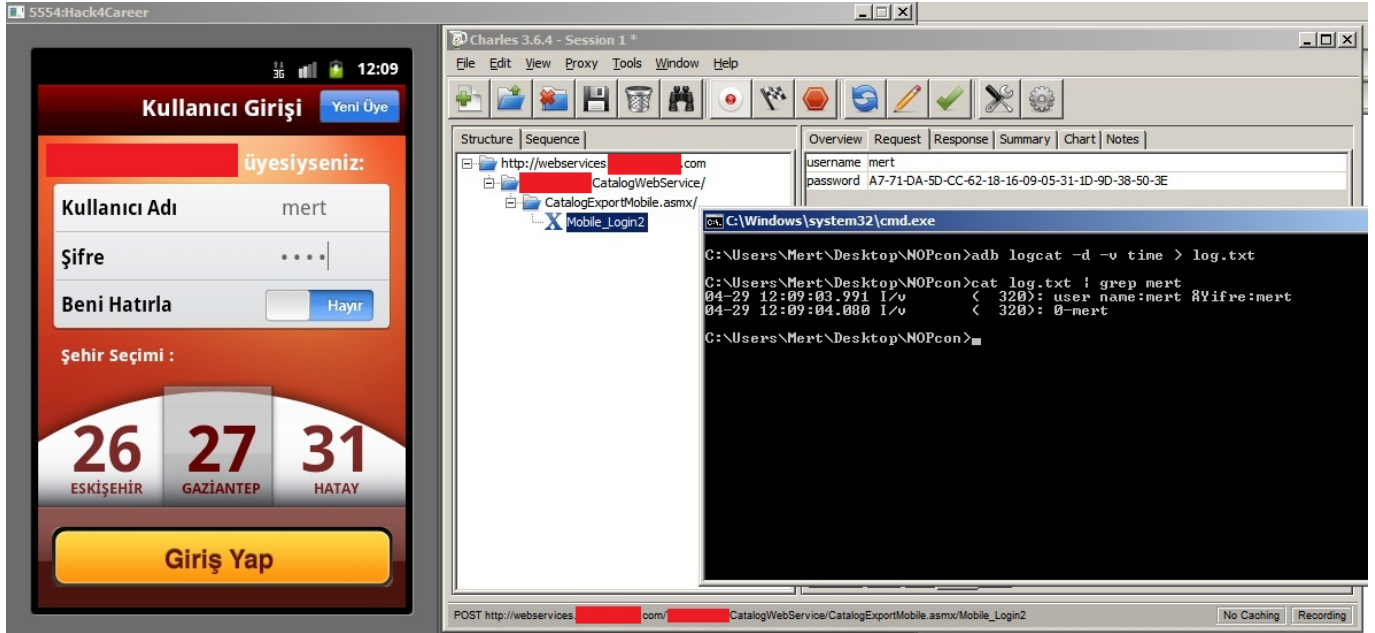 5554:Hack4Career
3G 12:09
Kullanıcı Girişi Yeni Üye
üyesiyseniz:
Kullanıcı Adı mert
Şifre ••••
Beni Hatırla Hayır
Şehir Seçimi :
26 27 31
ESKİŞEHİR GAZİANTEP HATAY
Giriş Yap
Charles 3.6.4 - Session 1 *
File Edit View Proxy Tools Window Help
Structure Sequence
http://webservices .com
CatalogWebService/
CatalogExportMobile.asmx/
Mobile_Login2
Overview Request Response Summary Chart Notes
username mert
password A7-71-DA-5D-CC-62-18-16-09-05-31-1D-9D-38-50-3E
C:\Windows\system32\cmd.exe
C:\Users\Mert\Desktop\NOPcon>adb logcat -d -v time > log.txt
C:\Users\Mert\Desktop\NOPcon>cat log.txt | grep mert
04-29 12:09:03.991 I/v ( 320): user name:mert &Yifre:mert
04-29 12:09:04.080 I/v ( 320): 0-mert
C:\Users\Mert\Desktop\NOPcon>
POST http://webservices. com/ CatalogWebService/CatalogExportMobile.asmx/Mobile_Login2
No Caching Recording